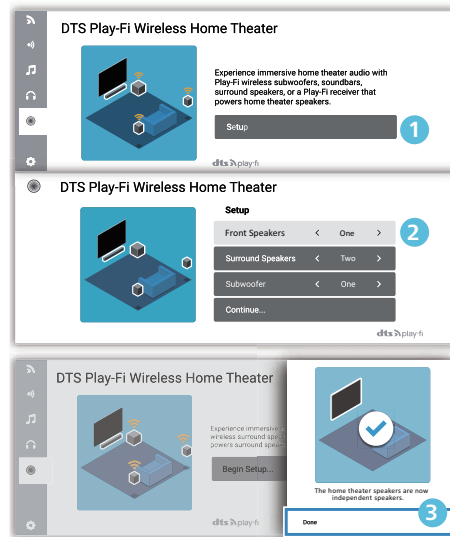 DTS Play-Fi Wireless Home Theater
Experience immersive home theater audio with
Play-Fi wireless subwoofers, soundbars,
surround speakers, or a Play-Fi receiver that
powers home theater speakers.
Setup
1
dts play-fi
DTS Play-Fi Wireless Home Theater
Setup
Front Speakers < One >
2
Surround Speakers < Two >
Subwoofer < One >
Continue...
dts play-fi
DTS Play-Fi Wireless Home Theater
Experience immersive
wireless surround
powers surround
Begin Setup...
dts play-fi
The home theater speakers are now
independent speakers.
Done
3